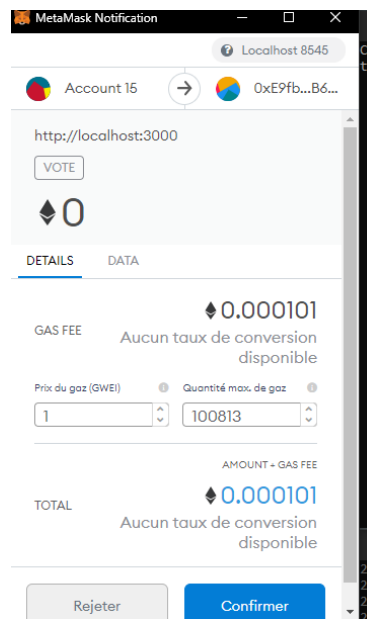 MetaMask Notification
Localhost 8545
Account 15
0xE9fb...B6...
http://localhost:3000
VOTE
0
DETAILS DATA
0.000101
GAS FEE
Aucun taux de conversion
disponible
Prix du gaz (GWEI) Quantité max. de gaz
1 100813
AMOUNT + GAS FEE
0.000101
TOTAL
Aucun taux de conversion
disponible
Rejeter Confirmer